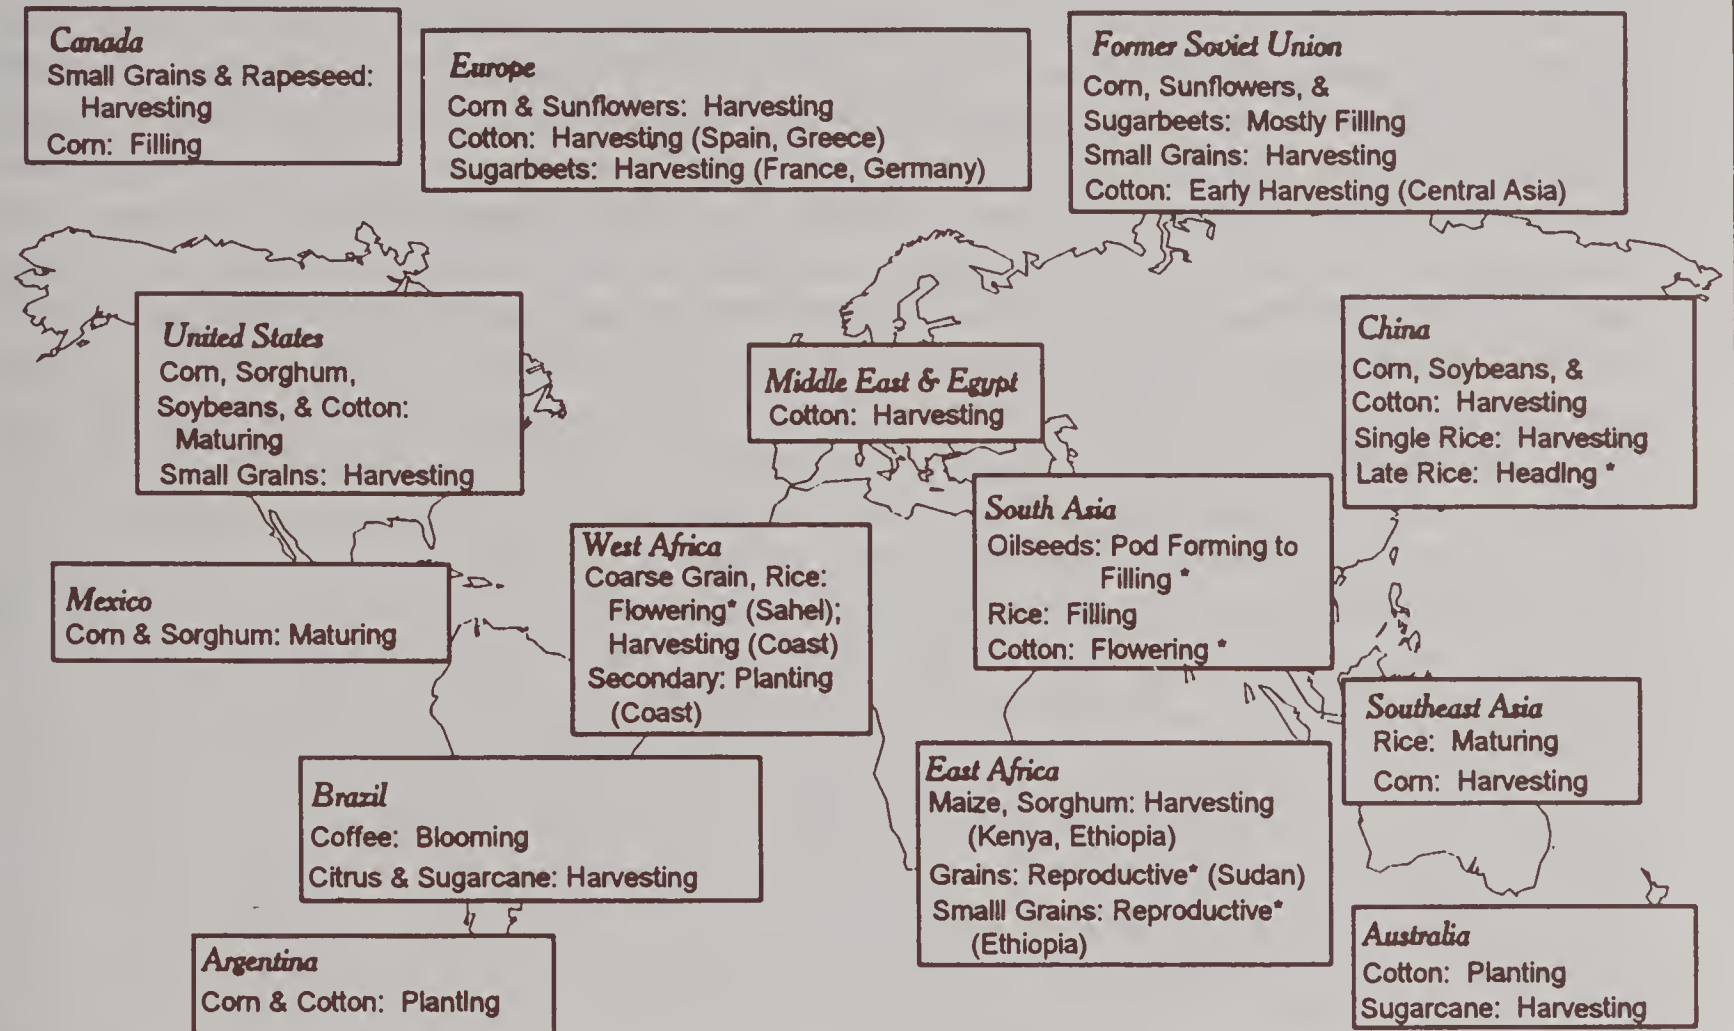 Canada
Small Grains & Rapeseed:
Harvesting
Corn: Filling
Europe
Corn & Sunflowers: Harvesting
Cotton: Harvesting (Spain, Greece)
Sugarbeets: Harvesting (France, Germany)
Former Soviet Union
Corn, Sunflowers, &
Sugarbeets: Mostly Filling
Small Grains: Harvesting
Cotton: Early Harvesting (Central Asia)
United States
Corn, Sorghum,
Soybeans, & Cotton:
Maturing
Small Grains: Harvesting
Middle East & Egypt
Cotton: Harvesting
China
Corn, Soybeans, &
Cotton: Harvesting
Single Rice: Harvesting
Late Rice: Heading *
South Asia
Oilseeds: Pod Forming to
Filling *
Rice: Filling
Cotton: Flowering *
West Africa
Coarse Grain, Rice:
Flowering* (Sahel);
Harvesting (Coast)
Secondary: Planting
(Coast)
Mexico
Corn & Sorghum: Maturing
Southeast Asia
Rice: Maturing
Corn: Harvesting
East Africa
Maize, Sorghum: Harvesting
(Kenya, Ethiopia)
Grains: Reproductive* (Sudan)
Smalll Grains: Reproductive*
(Ethiopia)
Brazil
Coffee: Blooming
Citrus & Sugarcane: Harvesting
Australia
Cotton: Planting
Sugarcane: Harvesting
Argentina
Corn & Cotton: Planting